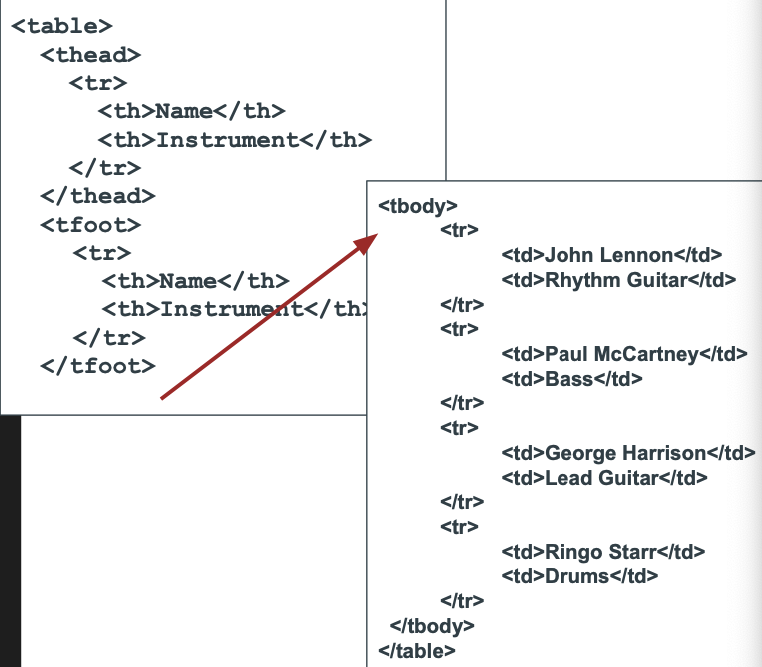 <table>
<thead>
<tr>
<th>Name</th>
<th>Instrument</th>
</tr>
</thead>
<tfoot>
<tr>
<th>Name</th>
<th>Instrument</th>
</tr>
</tfoot>
<tbody>
<tr>
<td>John Lennon</td>
<td>Rhythm Guitar</td>
</tr>
<tr>
<td>Paul McCartney</td>
<td>Bass</td>
</tr>
<tr>
<td>George Harrison</td>
<td>Lead Guitar</td>
</tr>
<tr>
<td>Ringo Starr</td>
<td>Drums</td>
</tr>
</tbody>
</table>